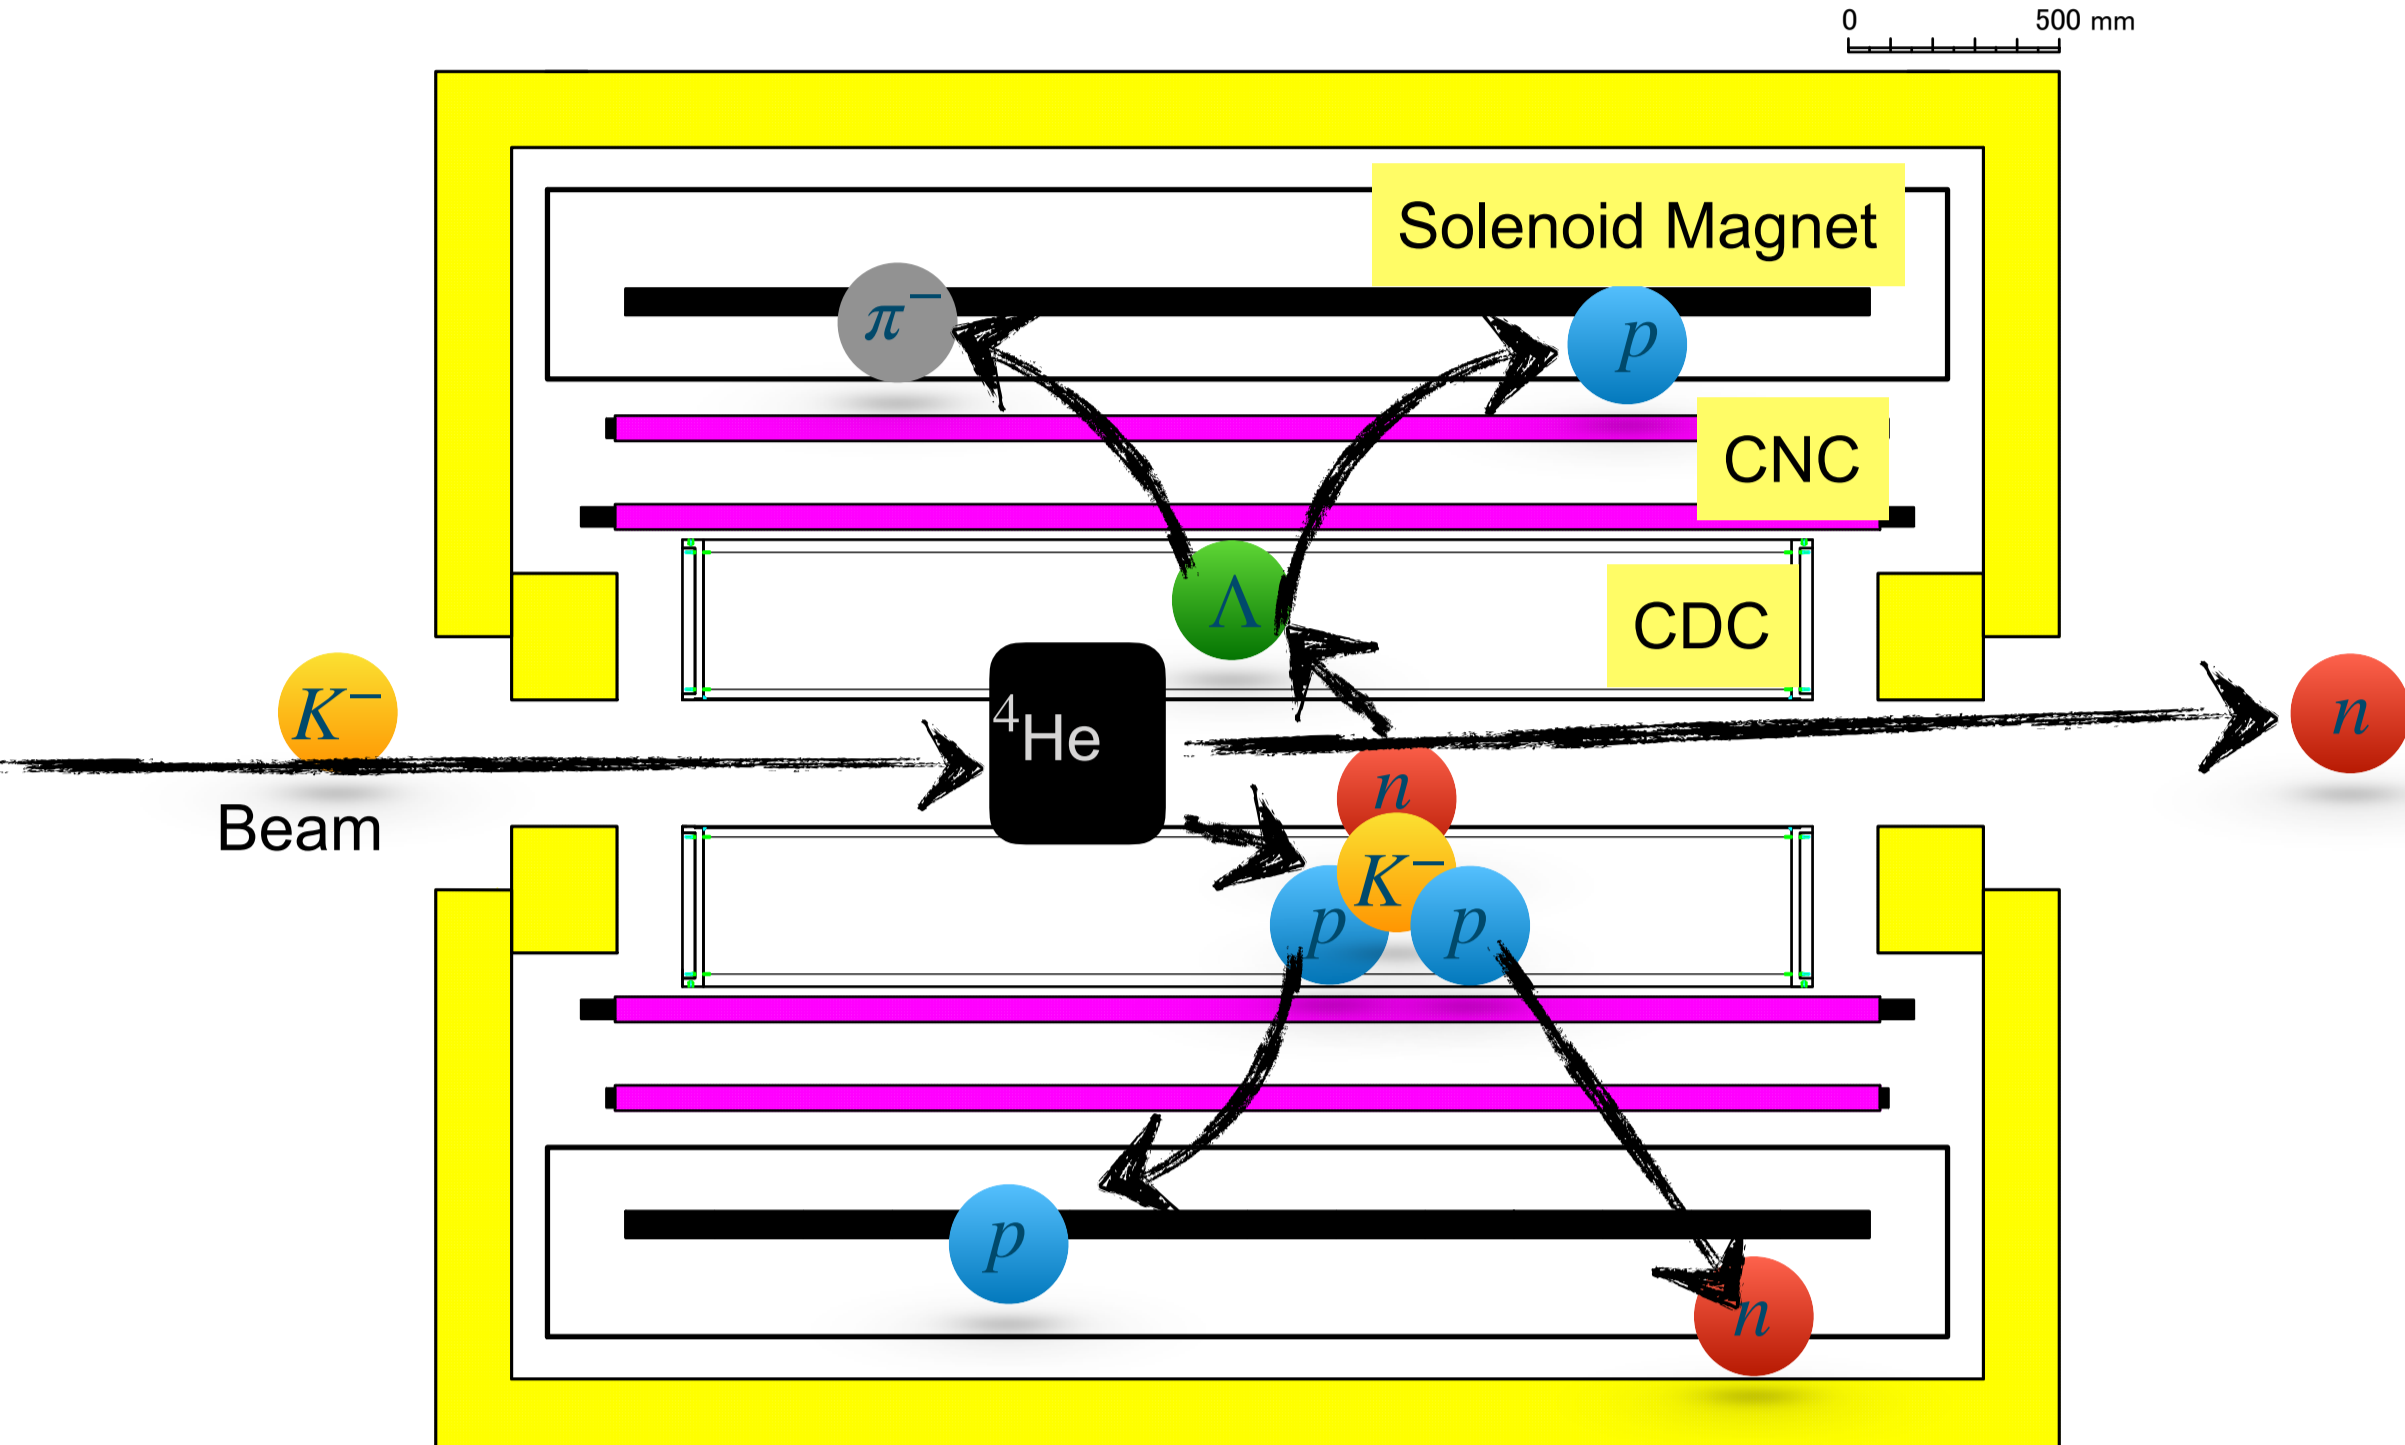 0 500 mm
Solenoid Magnet
π⁻
p
CNC
Λ
CDC
K⁻
⁴He
n
n
Beam
K⁻
p
p
p
n